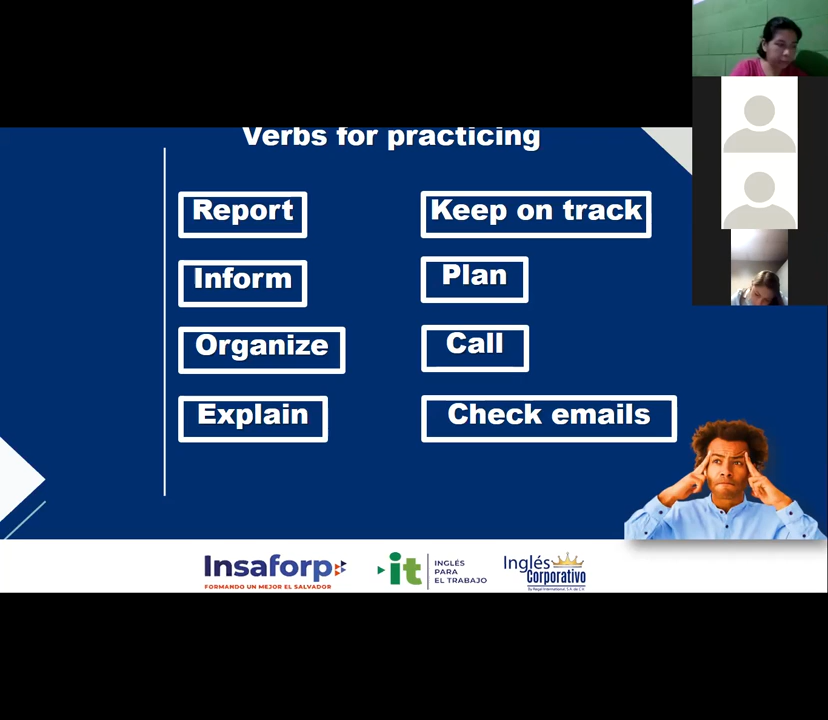 Verbs for practicing
Report
Keep on track
Inform
Plan
Organize
Call
Explain
Check emails
Insaforp
FORMANDO UN MEJOR EL SALVADOR
it
INGLÉS
PARA
EL TRABAJO
Inglés
Corporativo